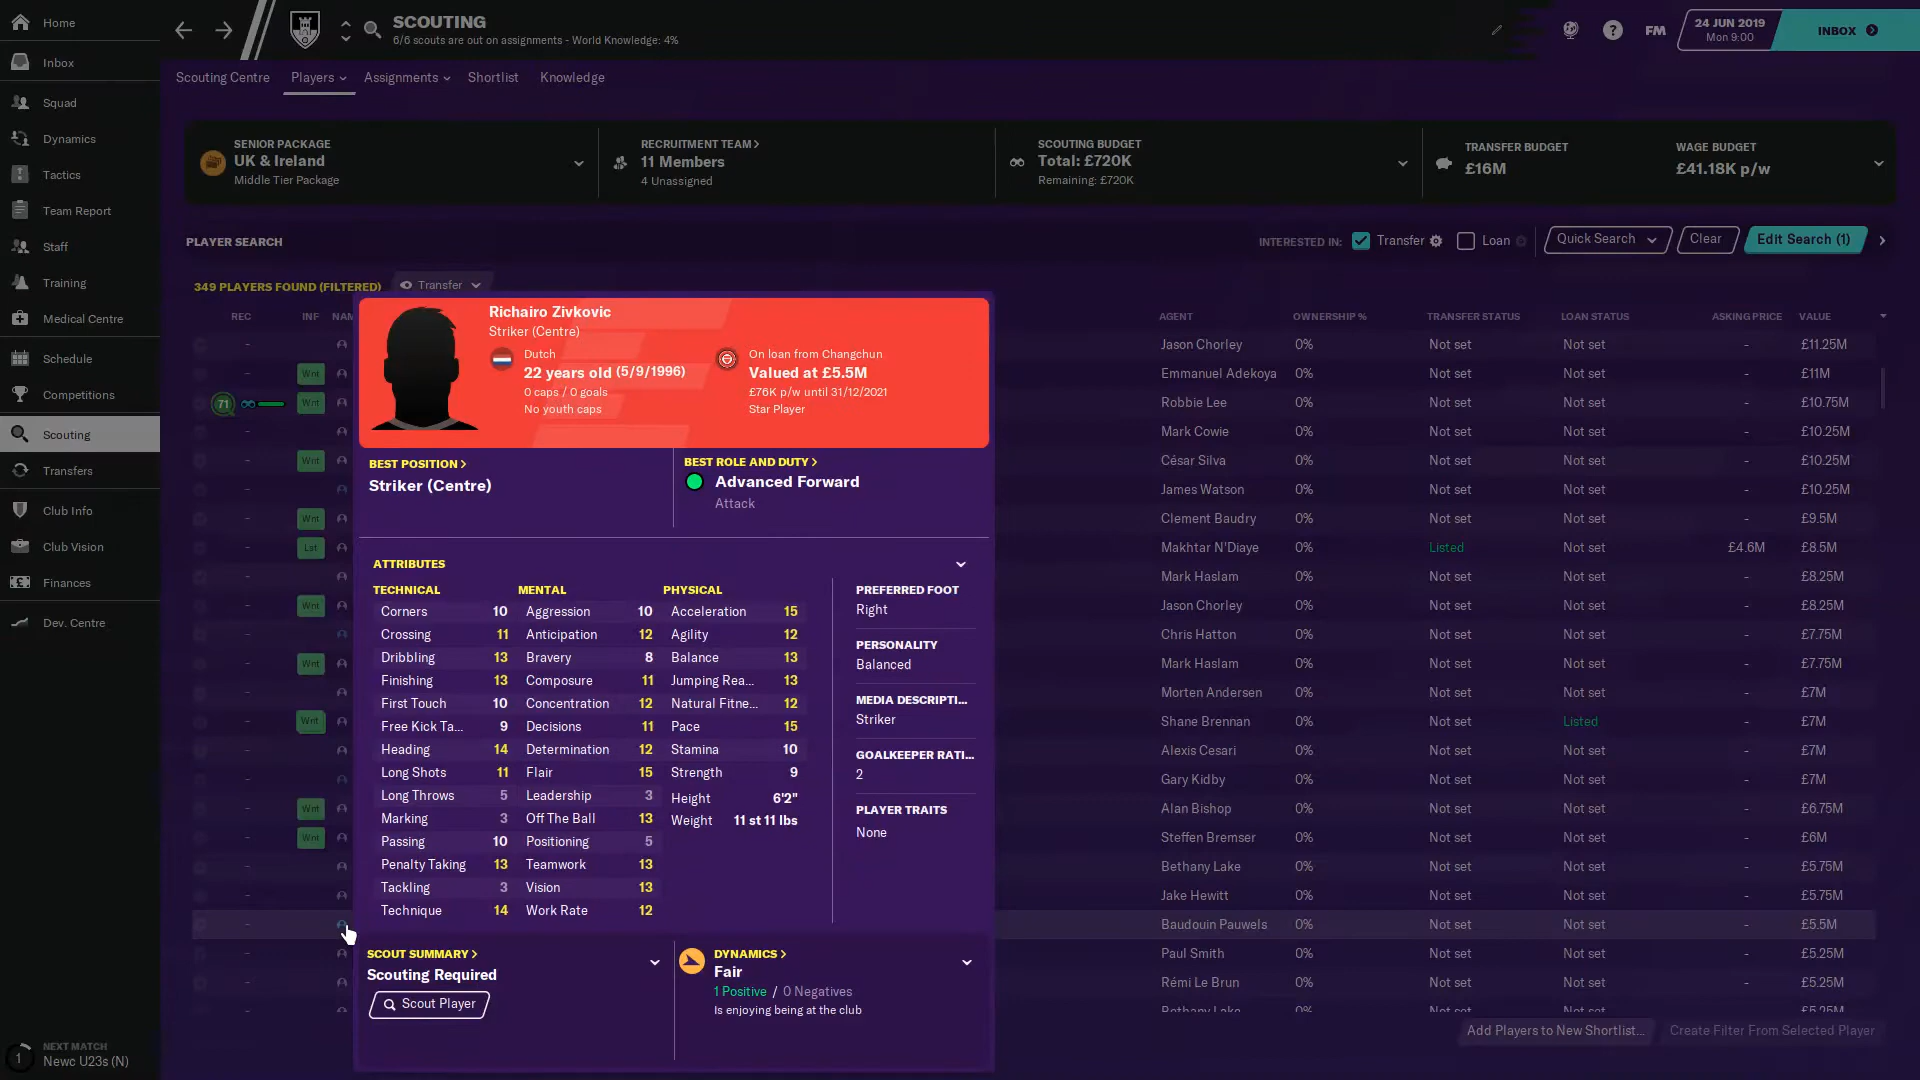 Home
Inbox
Squad
Dynamics
Tactics
Team Report
Staff
Training
Medical Centre
Schedule
Competitions
Scouting
Transfers
Club Info
Club Vision
Finances
Dev. Centre
1
NEXT MATCH
Newc U23s (N)
SCOUTING
6/6 scouts are out on assignments - World Knowledge: 4%
?
FM
24 JUN 2019
Mon 9:00
INBOX
Scouting Centre Players Assignments Shortlist Knowledge
SENIOR PACKAGE
UK & Ireland
Middle Tier Package
RECRUITMENT TEAM >
11 Members
4 Unassigned
SCOUTING BUDGET
Total: £720K
Remaining: £720K
TRANSFER BUDGET
£16M
WAGE BUDGET
£41.18K p/w
PLAYER SEARCH
INTERESTED IN: Transfer Loan
Quick Search
Clear
Edit Search (1)
349 PLAYERS FOUND (FILTERED)
Transfer
REC INF NAM AGENT OWNERSHIP % TRANSFER STATUS LOAN STATUS ASKING PRICE VALUE
- Jason Chorley 0% Not set Not set - £11.25M
- Wnt Emmanuel Adekoya 0% Not set Not set - £11M
71 Wnt Robbie Lee 0% Not set Not set - £10.75M
- Mark Cowie 0% Not set Not set - £10.25M
- Wnt César Silva 0% Not set Not set - £10.25M
- James Watson 0% Not set Not set - £10.25M
- Wnt Clement Baudry 0% Not set Not set - £9.5M
- Lst Makhtar N'Diaye 0% Listed Not set £4.6M £8.5M
- Mark Haslam 0% Not set Not set - £8.25M
- Wnt Jason Chorley 0% Not set Not set - £8.25M
- Chris Hatton 0% Not set Not set - £7.75M
- Wnt Mark Haslam 0% Not set Not set - £7.75M
- Morten Andersen 0% Not set Not set - £7M
- Wnt Shane Brennan 0% Not set Listed - £7M
- Alexis Cesari 0% Not set Not set - £7M
- Gary Kidby 0% Not set Not set - £7M
- Wnt Alan Bishop 0% Not set Not set - £6.75M
- Wnt Steffen Bremser 0% Not set Not set - £6M
- Bethany Lake 0% Not set Not set - £5.75M
- Jake Hewitt 0% Not set Not set - £5.75M
- Baudouin Pauwels 0% Not set Not set - £5.5M
- Paul Smith 0% Not set Not set - £5.25M
- Rémi Le Brun 0% Not set Not set - £5.25M
- Bethany Lake 0% Not set Not set - £5.25M
Add Players to New Shortlist... Create Filter From Selected Player
Richairo Zivkovic
Striker (Centre)
Dutch
22 years old (5/9/1996)
0 caps / 0 goals
No youth caps
On loan from Changchun
Valued at £5.5M
£76K p/w until 31/12/2021
Star Player
BEST POSITION >
Striker (Centre)
BEST ROLE AND DUTY >
Advanced Forward
Attack
ATTRIBUTES
TECHNICAL MENTAL PHYSICAL
Corners 10 Aggression 10 Acceleration 15
Crossing 11 Anticipation 12 Agility 12
Dribbling 13 Bravery 8 Balance 13
Finishing 13 Composure 11 Jumping Rea... 13
First Touch 10 Concentration 12 Natural Fitne... 12
Free Kick Ta... 9 Decisions 11 Pace 15
Heading 14 Determination 12 Stamina 10
Long Shots 11 Flair 15 Strength 9
Long Throws 5 Leadership 3 Height 6'2"
Marking 3 Off The Ball 13 Weight 11 st 11 lbs
Passing 10 Positioning 5
Penalty Taking 13 Teamwork 13
Tackling 3 Vision 13
Technique 14 Work Rate 12
PREFERRED FOOT
Right
PERSONALITY
Balanced
MEDIA DESCRIPTI...
Striker
GOALKEEPER RATI...
2
PLAYER TRAITS
None
SCOUT SUMMARY >
Scouting Required
Scout Player
DYNAMICS >
Fair
1 Positive / 0 Negatives
Is enjoying being at the club